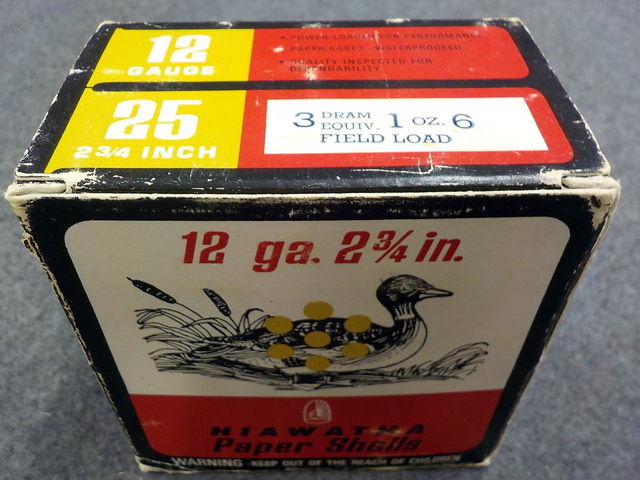 12
GAUGE
• POWER-LOADED FOR PERFORMANCE
• PAPER CASES - WATERPROOFED
• QUALITY INSPECTED FOR
DEPENDABILITY
25
2 3/4 INCH
3 DRAM EQUIV. 1 OZ. 6
FIELD LOAD
12 ga. 2 3/4 in.
HIAWATHA
Paper Shells
WARNING - KEEP OUT OF THE REACH OF CHILDREN